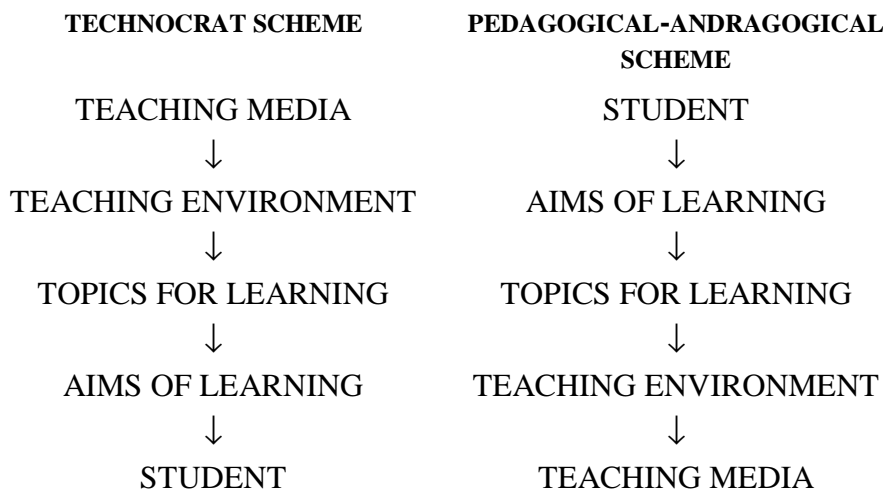 TECHNOCRAT SCHEME
TEACHING MEDIA
↓
TEACHING ENVIRONMENT
↓
TOPICS FOR LEARNING
↓
AIMS OF LEARNING
↓
STUDENT
PEDAGOGICAL-ANDRAGOGICAL
SCHEME
STUDENT
↓
AIMS OF LEARNING
↓
TOPICS FOR LEARNING
↓
TEACHING ENVIRONMENT
↓
TEACHING MEDIA